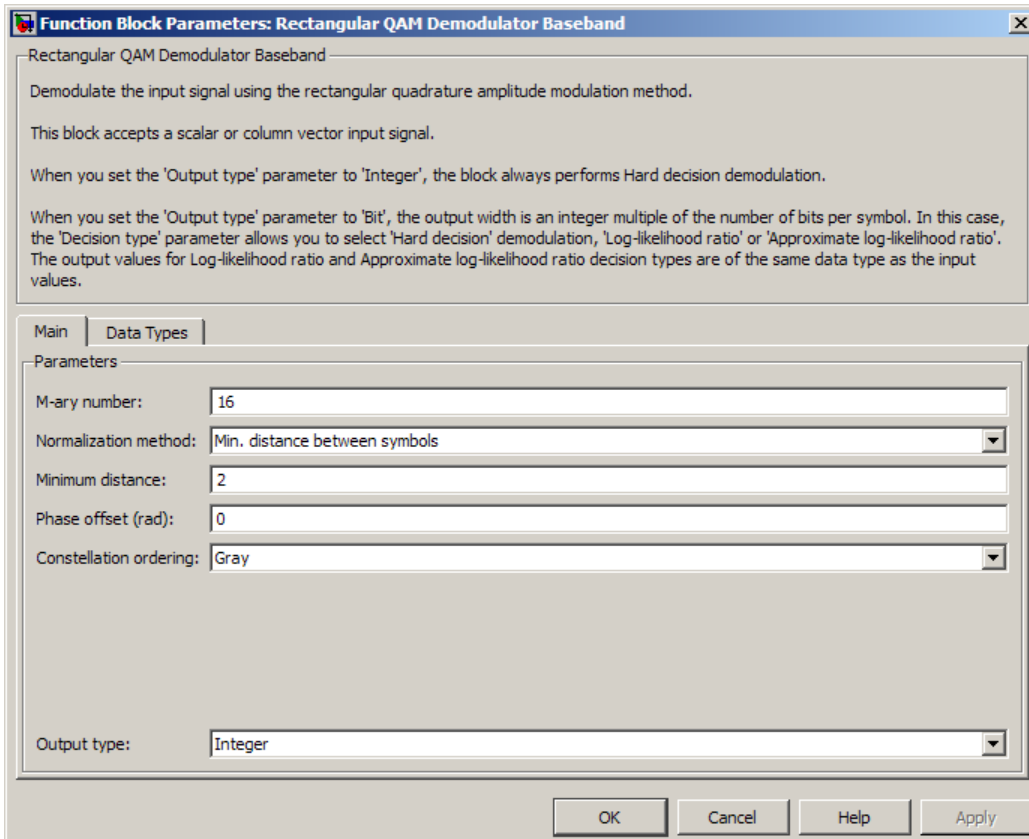 Function Block Parameters: Rectangular QAM Demodulator Baseband
Rectangular QAM Demodulator Baseband
Demodulate the input signal using the rectangular quadrature amplitude modulation method.
This block accepts a scalar or column vector input signal.
When you set the 'Output type' parameter to 'Integer', the block always performs Hard decision demodulation.
When you set the 'Output type' parameter to 'Bit', the output width is an integer multiple of the number of bits per symbol. In this case,
the 'Decision type' parameter allows you to select 'Hard decision' demodulation, 'Log-likelihood ratio' or 'Approximate log-likelihood ratio'.
The output values for Log-likelihood ratio and Approximate log-likelihood ratio decision types are of the same data type as the input
values.
Main Data Types
Parameters
M-ary number: 16
Normalization method: Min. distance between symbols
Minimum distance: 2
Phase offset (rad): 0
Constellation ordering: Gray
Output type: Integer
OK Cancel Help Apply